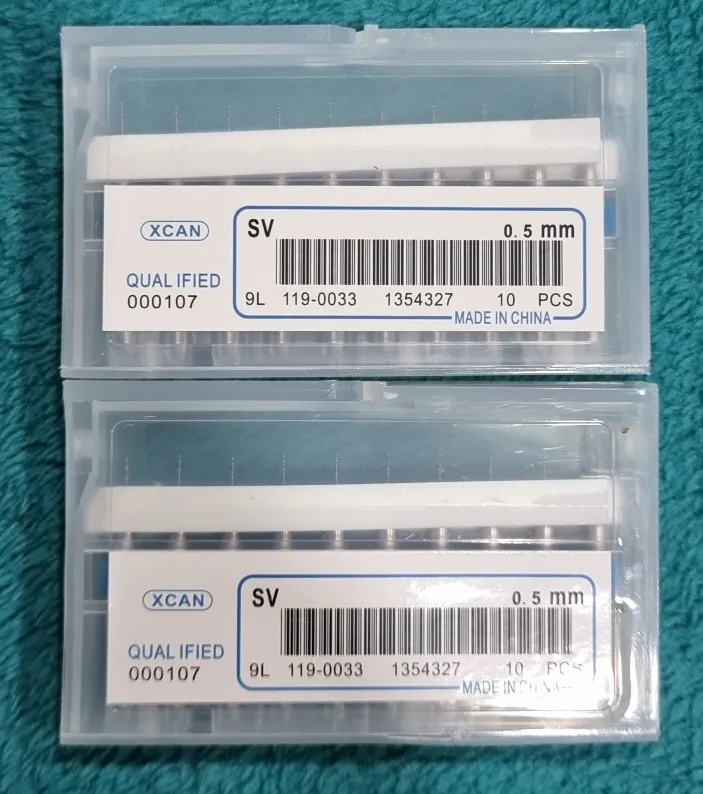 XCAN
QUALIFIED
000107
SV 0.5 mm
9L 119-0033 1354327 10 PCS
MADE IN CHINA
XCAN
QUALIFIED
000107
SV 0.5 mm
9L 119-0033 1354327 10 PCS
MADE IN CHINA